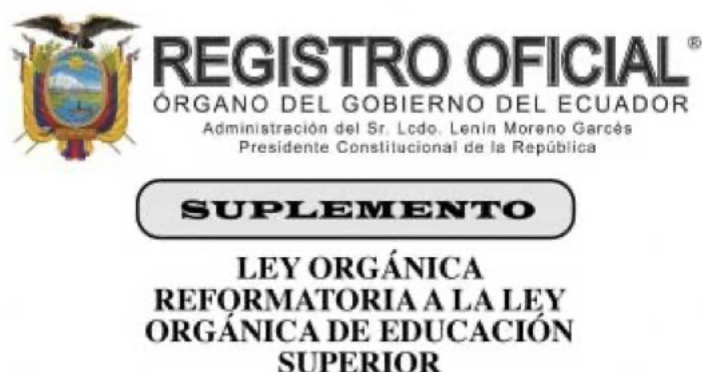 REGISTRO OFICIAL®
ÓRGANO DEL GOBIERNO DEL ECUADOR
Administración del Sr. Lcdo. Lenín Moreno Garcés
Presidente Constitucional de la República
SUPLEMENTO
LEY ORGÁNICA
REFORMATORIA A LA LEY
ORGÁNICA DE EDUCACIÓN
SUPERIOR